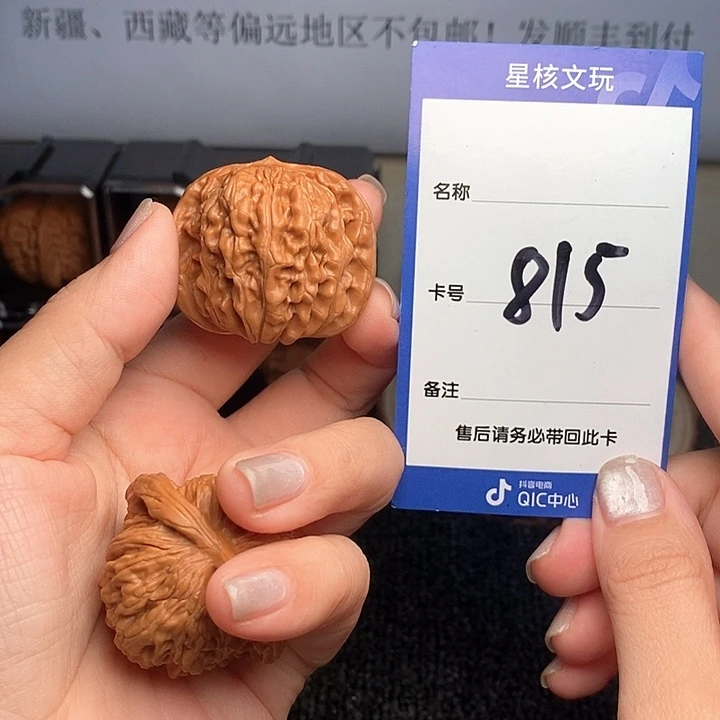 新疆、西藏等偏远地区不包邮！发顺丰到付
星核文玩
名称
卡号 815
备注
售后请务必带回此卡
抖音电商
QIC中心